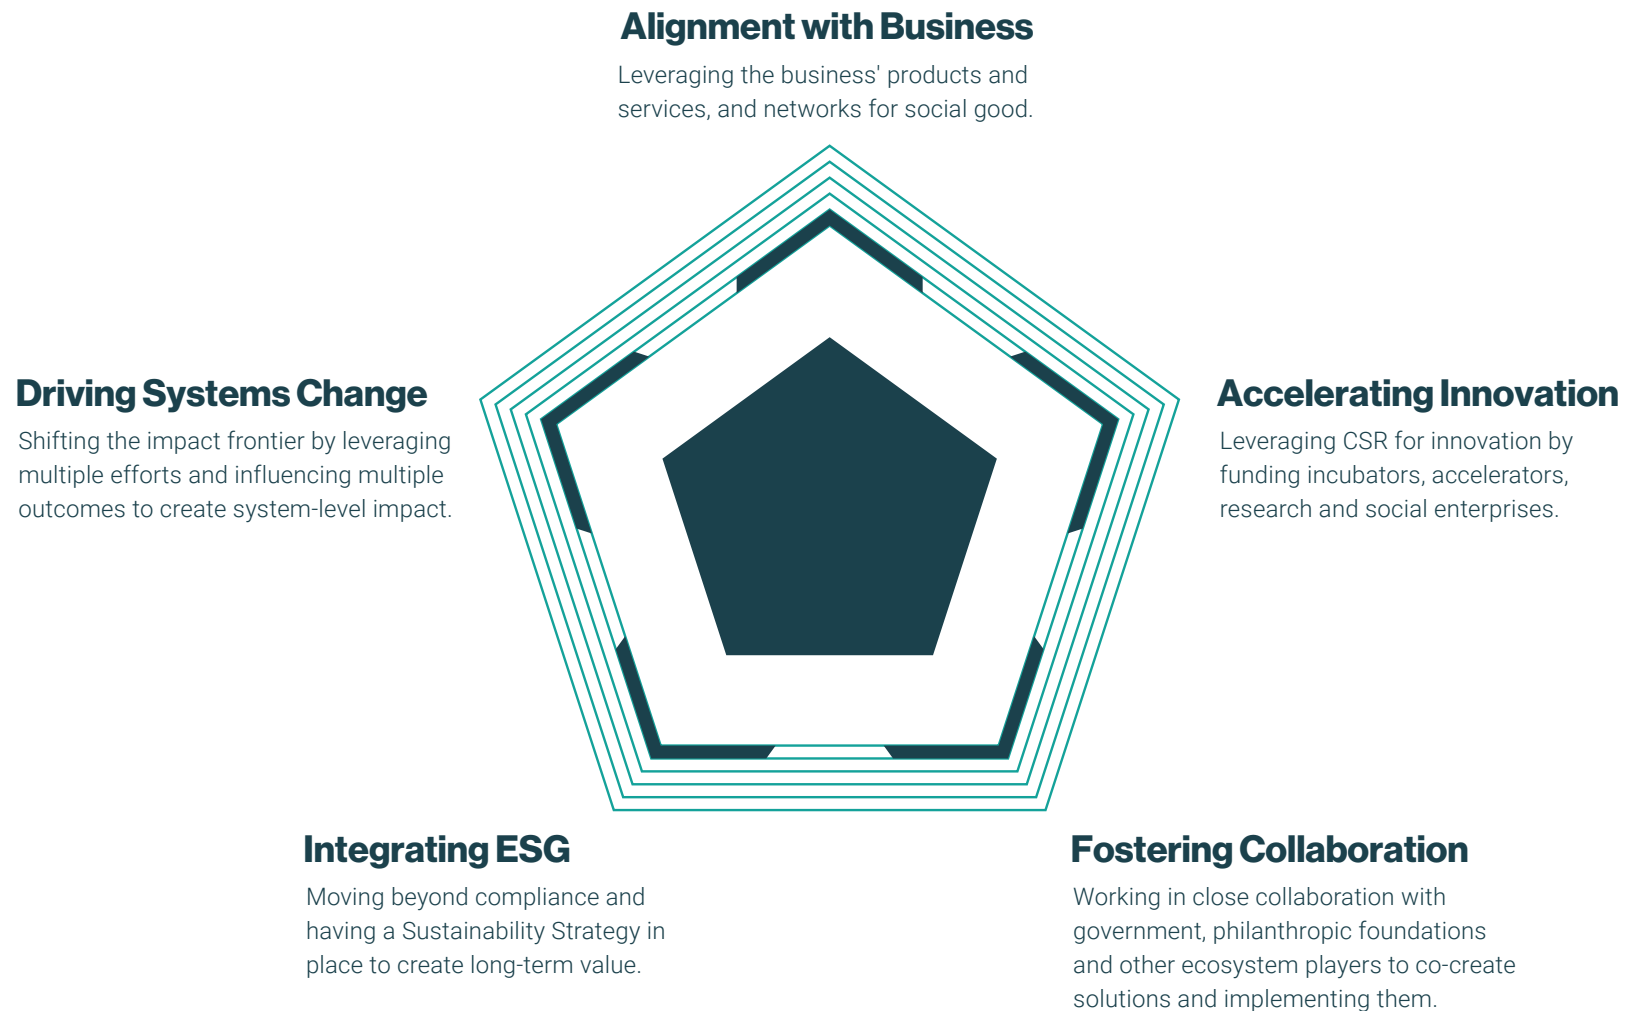 Alignment with Business
Leveraging the business' products and
services, and networks for social good.
Driving Systems Change
Shifting the impact frontier by leveraging
multiple efforts and influencing multiple
outcomes to create system-level impact.
Accelerating Innovation
Leveraging CSR for innovation by
funding incubators, accelerators,
research and social enterprises.
Integrating ESG
Moving beyond compliance and
having a Sustainability Strategy in
place to create long-term value.
Fostering Collaboration
Working in close collaboration with
government, philanthropic foundations
and other ecosystem players to co-create
solutions and implementing them.